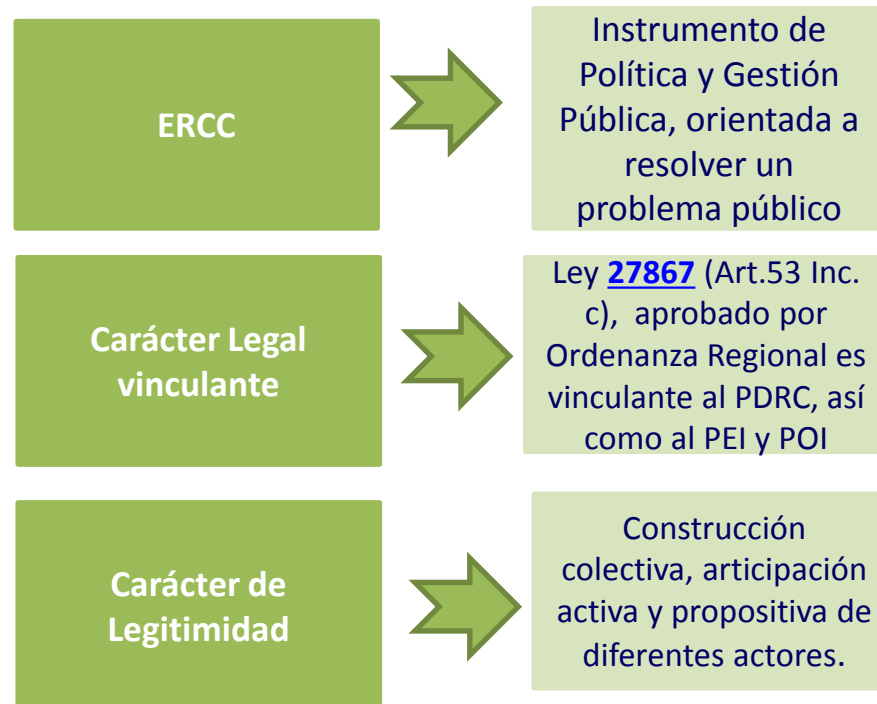 ERCC
Instrumento de
Política y Gestión
Pública, orientada a
resolver un
problema público
Carácter Legal
vinculante
Ley 27867 (Art.53 Inc.
c), aprobado por
Ordenanza Regional es
vinculante al PDRC, así
como al PEI y POI
Carácter de
Legitimidad
Construcción
colectiva, articipación
activa y propositiva de
diferentes actores.